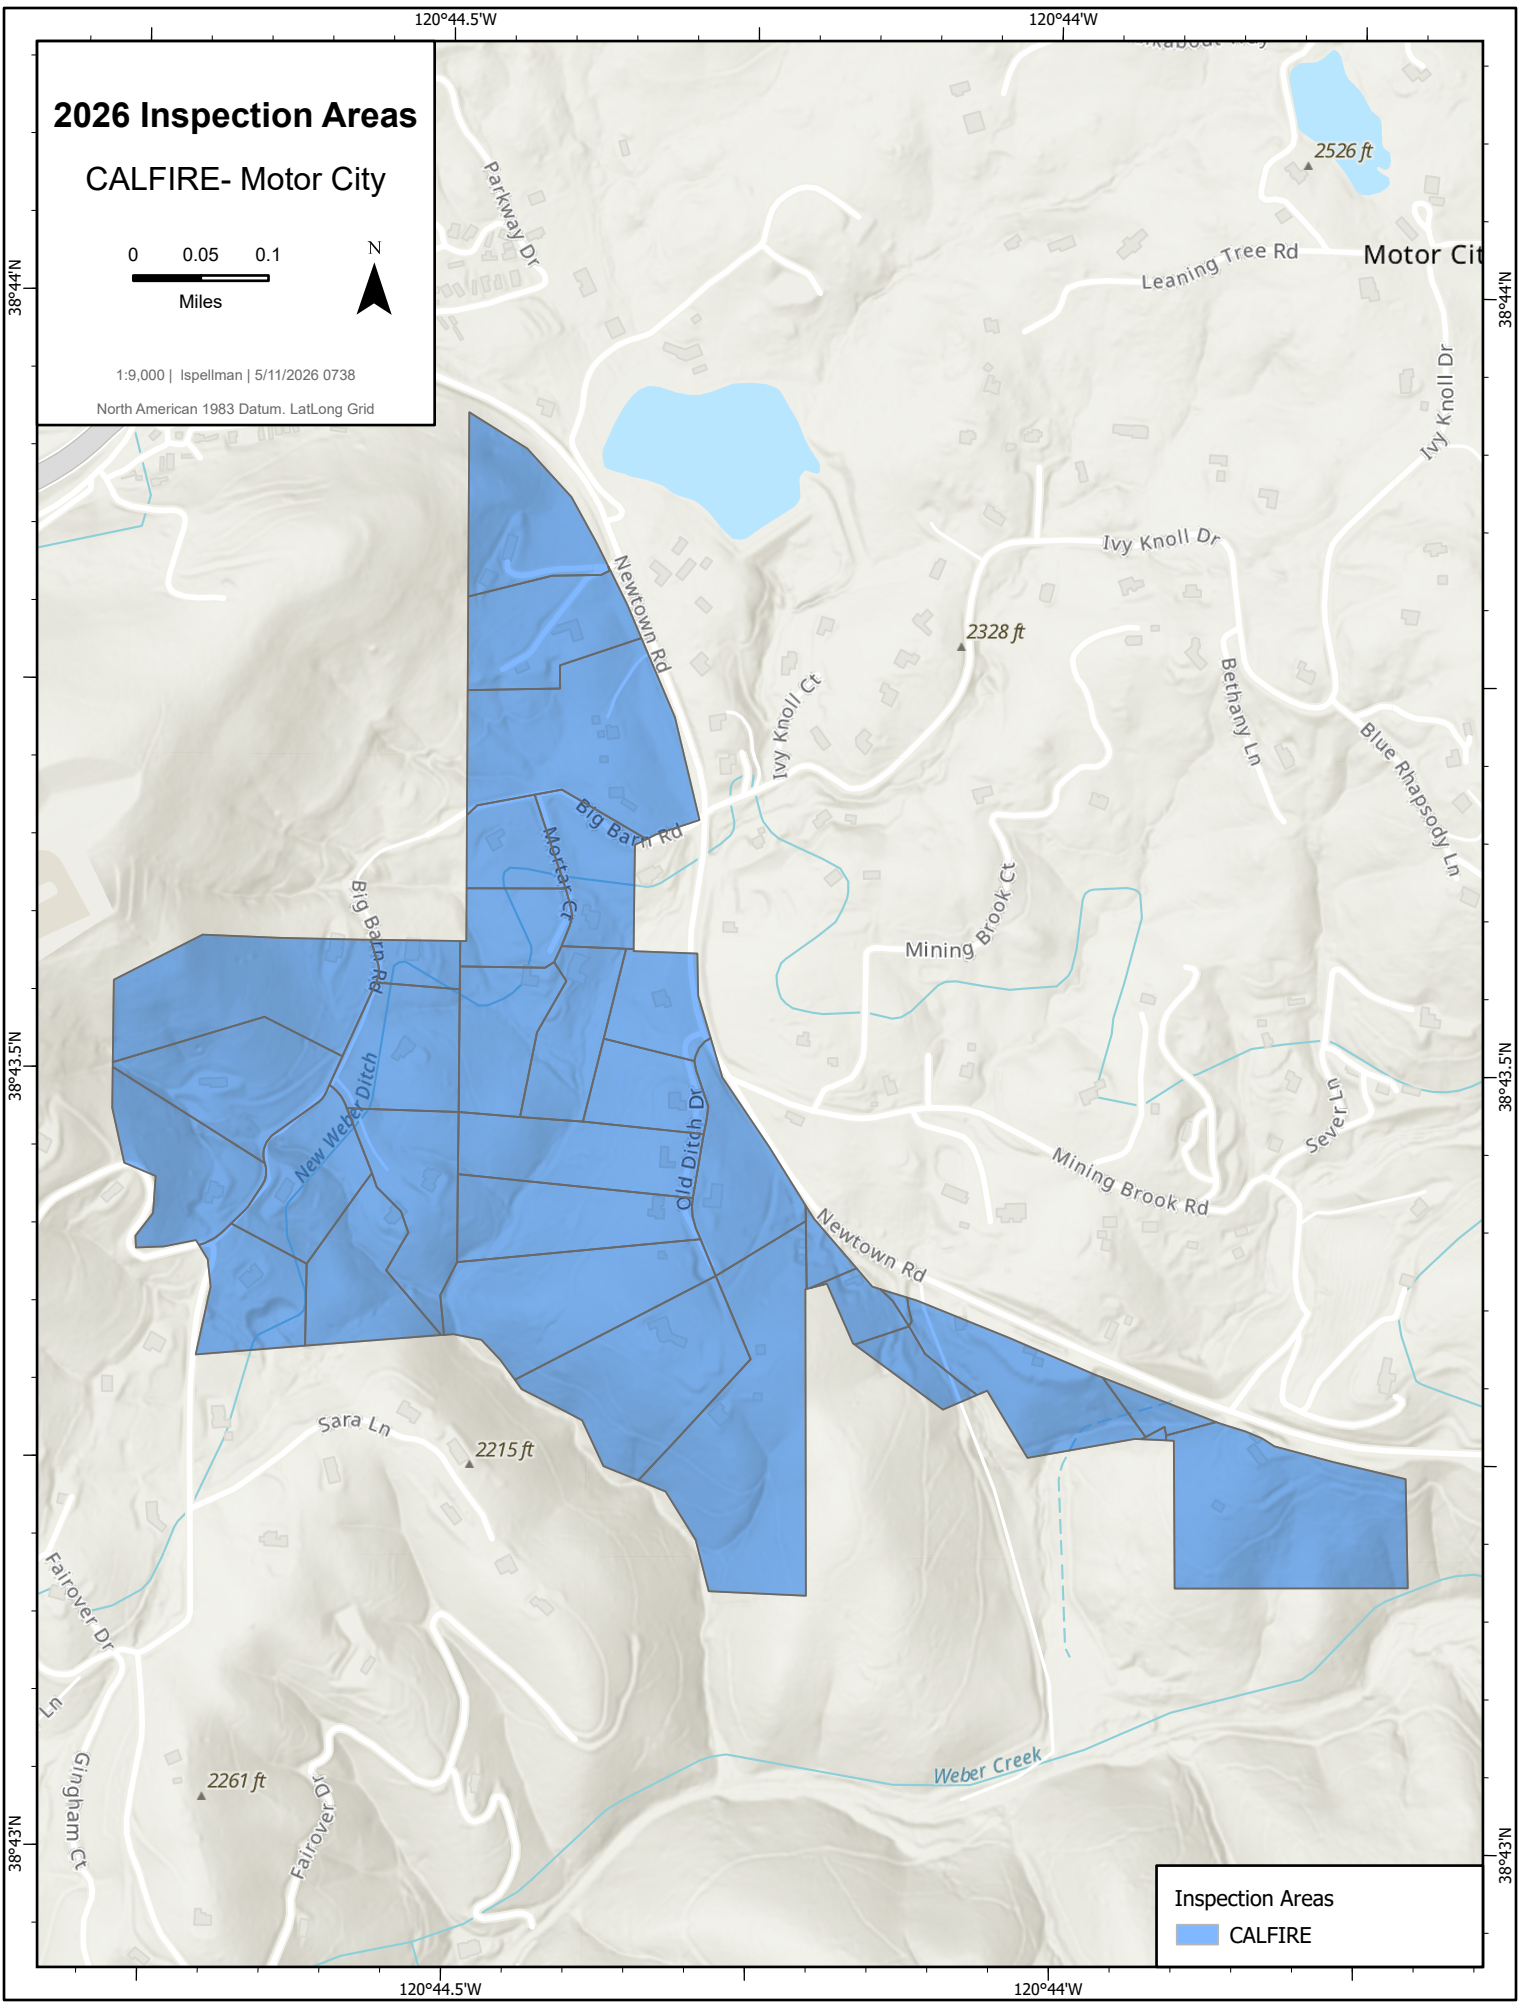 120°44.5'W
120°44'W
2026 Inspection Areas
CALFIRE- Motor City
0 0.05 0.1
Miles
N
1:9,000 | lspellman | 5/11/2026 0738
North American 1983 Datum. LatLong Grid
Parkway Dr
2526 ft
Leaning Tree Rd
Motor Cit
38°44'N
38°44'N
Ivy Knoll Dr
Ivy Knoll Dr
Newtown Rd
2328 ft
Ivy Knoll Ct
Bethany Ln
Blue Rhapsody Ln
Big Barn Rd
Mortar Ct
Big Barn Rd
Mining Brook Ct
38°43.5'N
38°43.5'N
New Weber Ditch
Old Ditch Dr
Sever Ln
Mining Brook Rd
Newtown Rd
Sara Ln
2215 ft
Fairover Dr
Ln
Weber Creek
2261 ft
Gingham Ct
Fairover Dr
38°43'N
38°43'N
Inspection Areas
CALFIRE
120°44.5'W
120°44'W